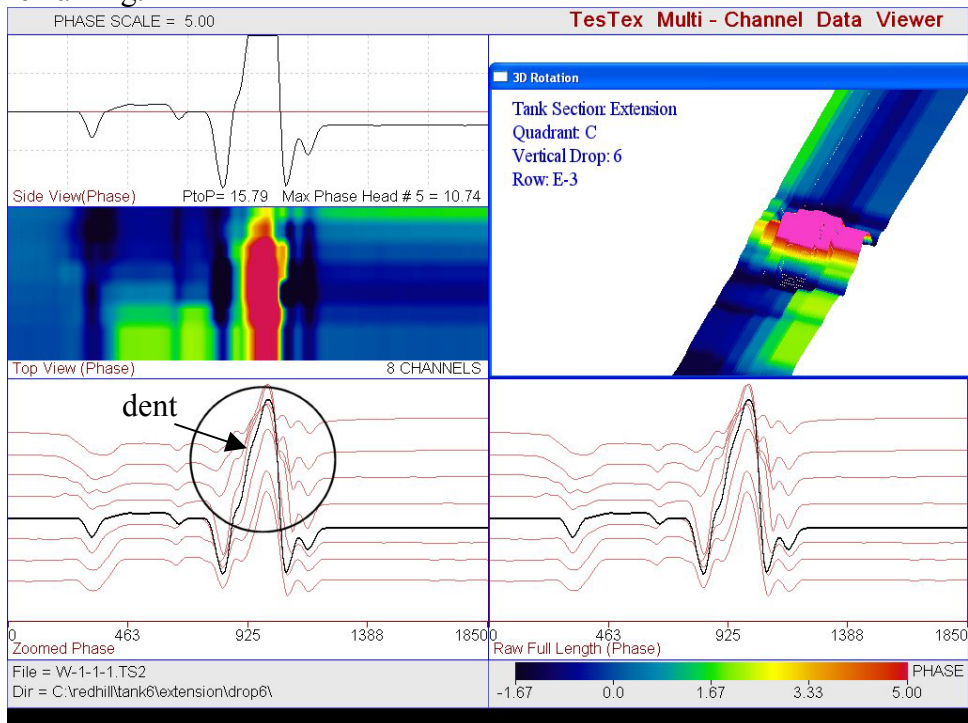 PHASE SCALE = 5.00
TesTex Multi - Channel Data Viewer
Side View(Phase) PtoP= 15.79 Max Phase Head # 5 = 10.74
3D Rotation
Tank Section: Extension
Quadrant: C
Vertical Drop: 6
Row: E-3
Top View (Phase) 8 CHANNELS
dent
0 463 925 1388 1850
Zoomed Phase
0 463 925 1388 1850
Raw Full Length (Phase)
File = W-1-1-1.TS2
Dir = C:\redhill\tank6\extension\drop6\
PHASE
-1.67 0.0 1.67 3.33 5.00